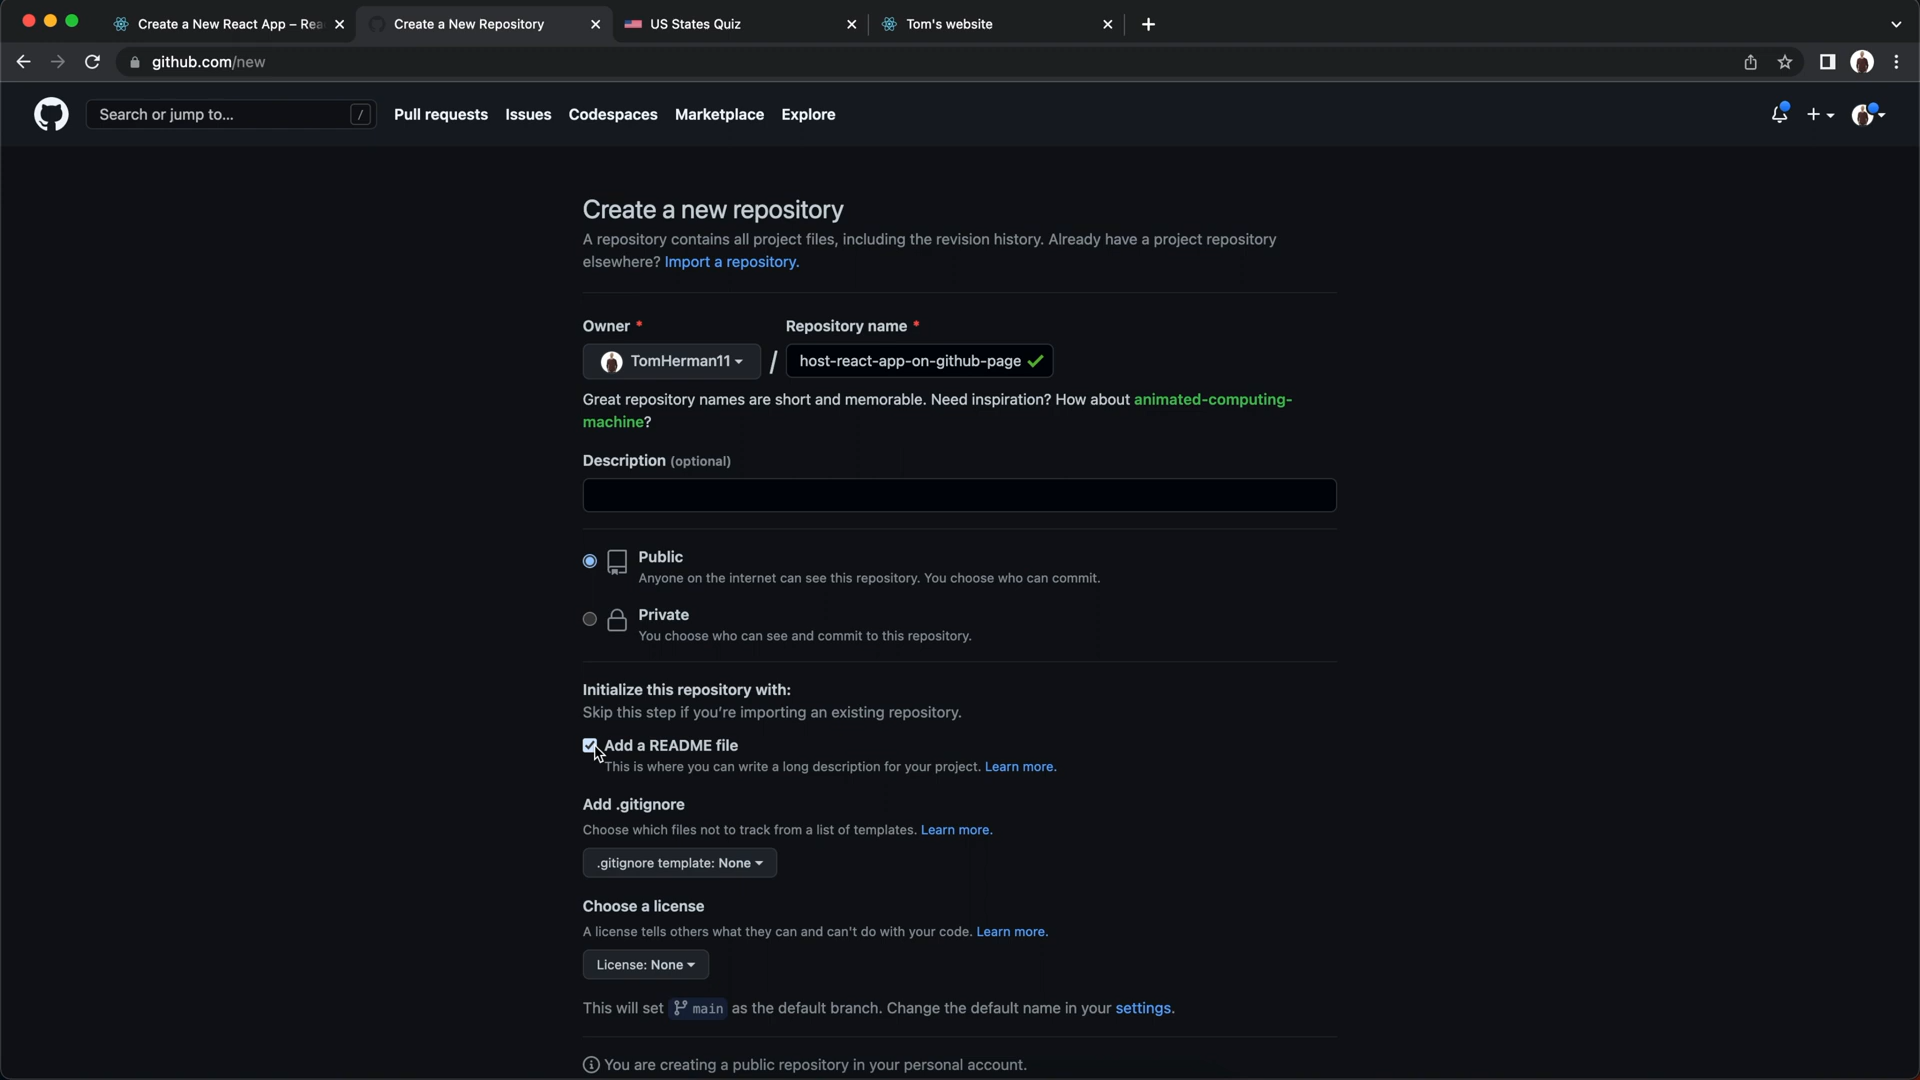 Create a New React App – Rea
Create a New Repository
US States Quiz
Tom's website
github.com/new
Search or jump to...
/
Pull requests
Issues
Codespaces
Marketplace
Explore
Create a new repository
A repository contains all project files, including the revision history. Already have a project repository
elsewhere? Import a repository.
Owner *
Repository name *
TomHerman11
/
host-react-app-on-github-page
Great repository names are short and memorable. Need inspiration? How about animated-computing-
machine?
Description (optional)
Public
Anyone on the internet can see this repository. You choose who can commit.
Private
You choose who can see and commit to this repository.
Initialize this repository with:
Skip this step if you're importing an existing repository.
Add a README file
This is where you can write a long description for your project. Learn more.
Add .gitignore
Choose which files not to track from a list of templates. Learn more.
.gitignore template: None
Choose a license
A license tells others what they can and can't do with your code. Learn more.
License: None
This will set main as the default branch. Change the default name in your settings.
You are creating a public repository in your personal account.